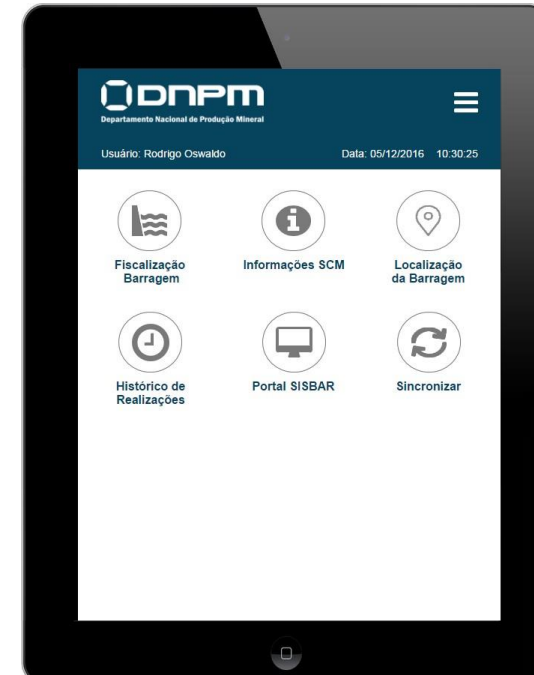 DNPM
Departamento Nacional de Produção Mineral
Usuário: Rodrigo Oswaldo
Data: 05/12/2016 10:30:25
Fiscalização
Barragem
Informações SCM
Localização
da Barragem
Histórico de
Realizações
Portal SISBAR
Sincronizar